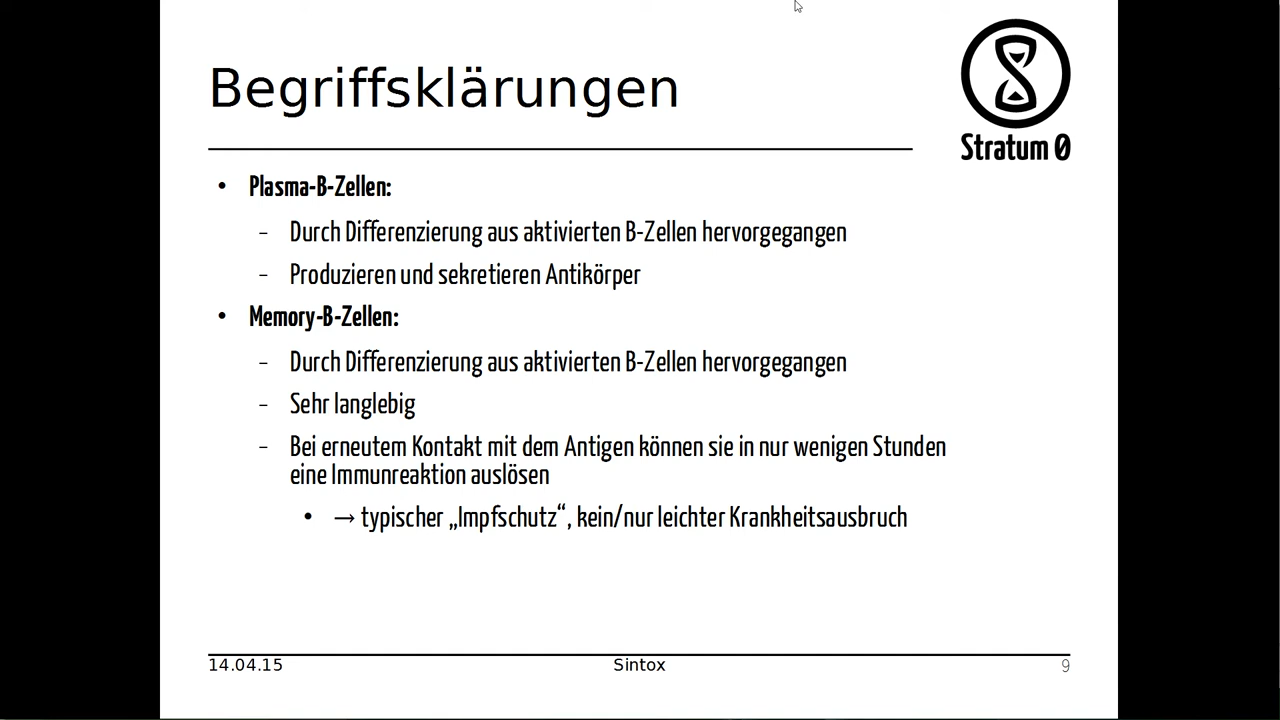 Begriffsklärungen
Stratum 0
• Plasma-B-Zellen:
– Durch Differenzierung aus aktivierten B-Zellen hervorgegangen
– Produzieren und sekretieren Antikörper
• Memory-B-Zellen:
– Durch Differenzierung aus aktivierten B-Zellen hervorgegangen
– Sehr langlebig
– Bei erneutem Kontakt mit dem Antigen können sie in nur wenigen Stunden
eine Immunreaktion auslösen
• → typischer „Impfschutz“, kein/nur leichter Krankheitsausbruch
14.04.15
Sintox
9